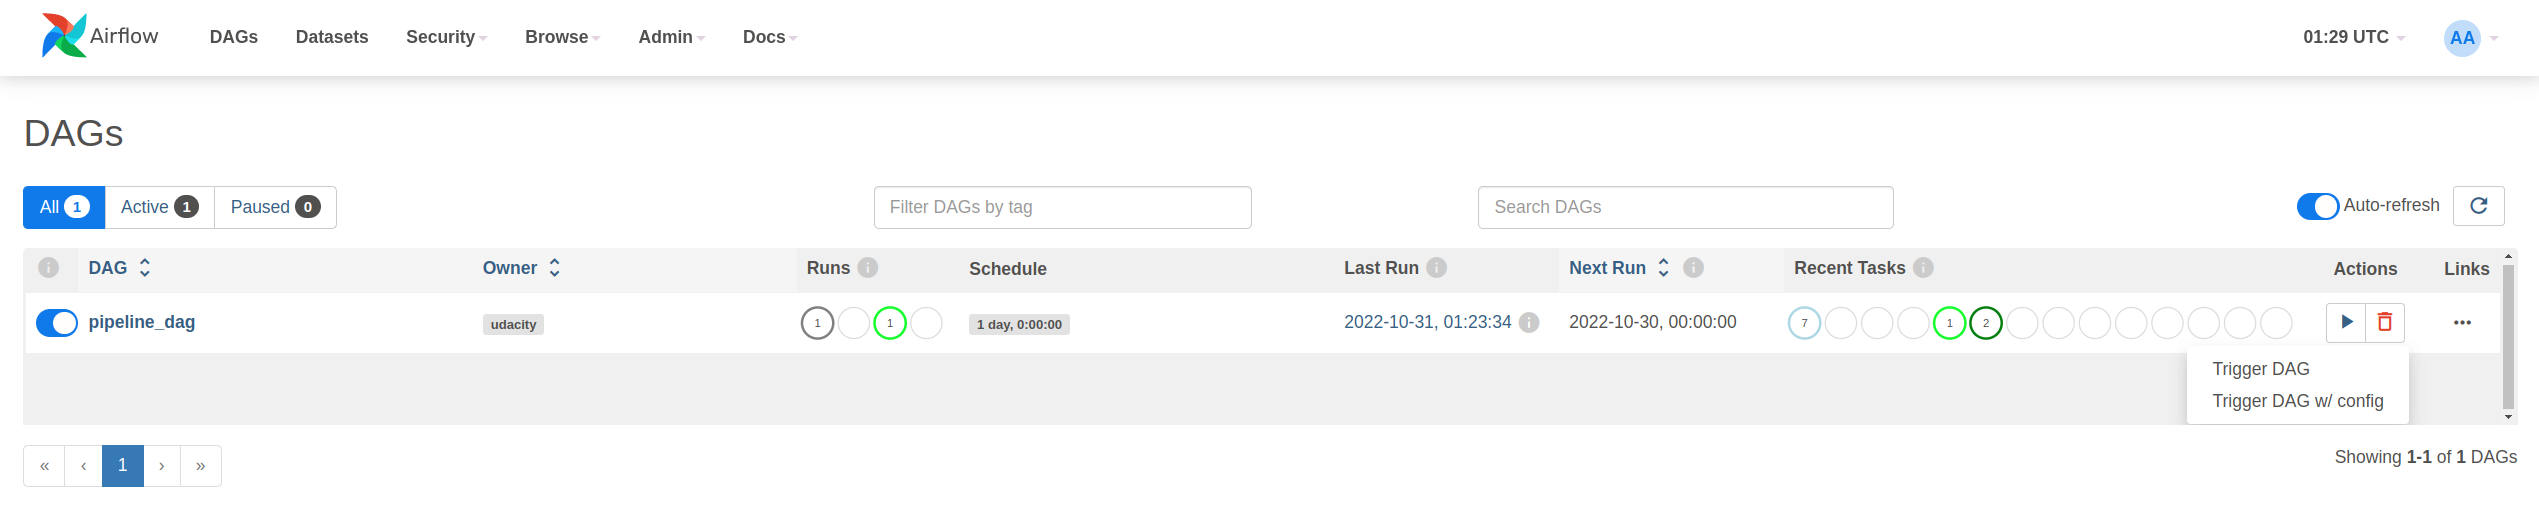 Airflow DAGs Datasets Security Browse Admin Docs 01:29 UTC AA
DAGs
All 1 Active 1 Paused 0 Filter DAGs by tag Search DAGs Auto-refresh
i DAG Owner Runs i Schedule Last Run i Next Run i Recent Tasks i Actions Links
pipeline_dag udacity 1 1 1 day, 0:00:00 2022-10-31, 01:23:34 i 2022-10-30, 00:00:00 7 1 2 ...
Trigger DAG
Trigger DAG w/ config
« ‹ 1 › » Showing 1-1 of 1 DAGs